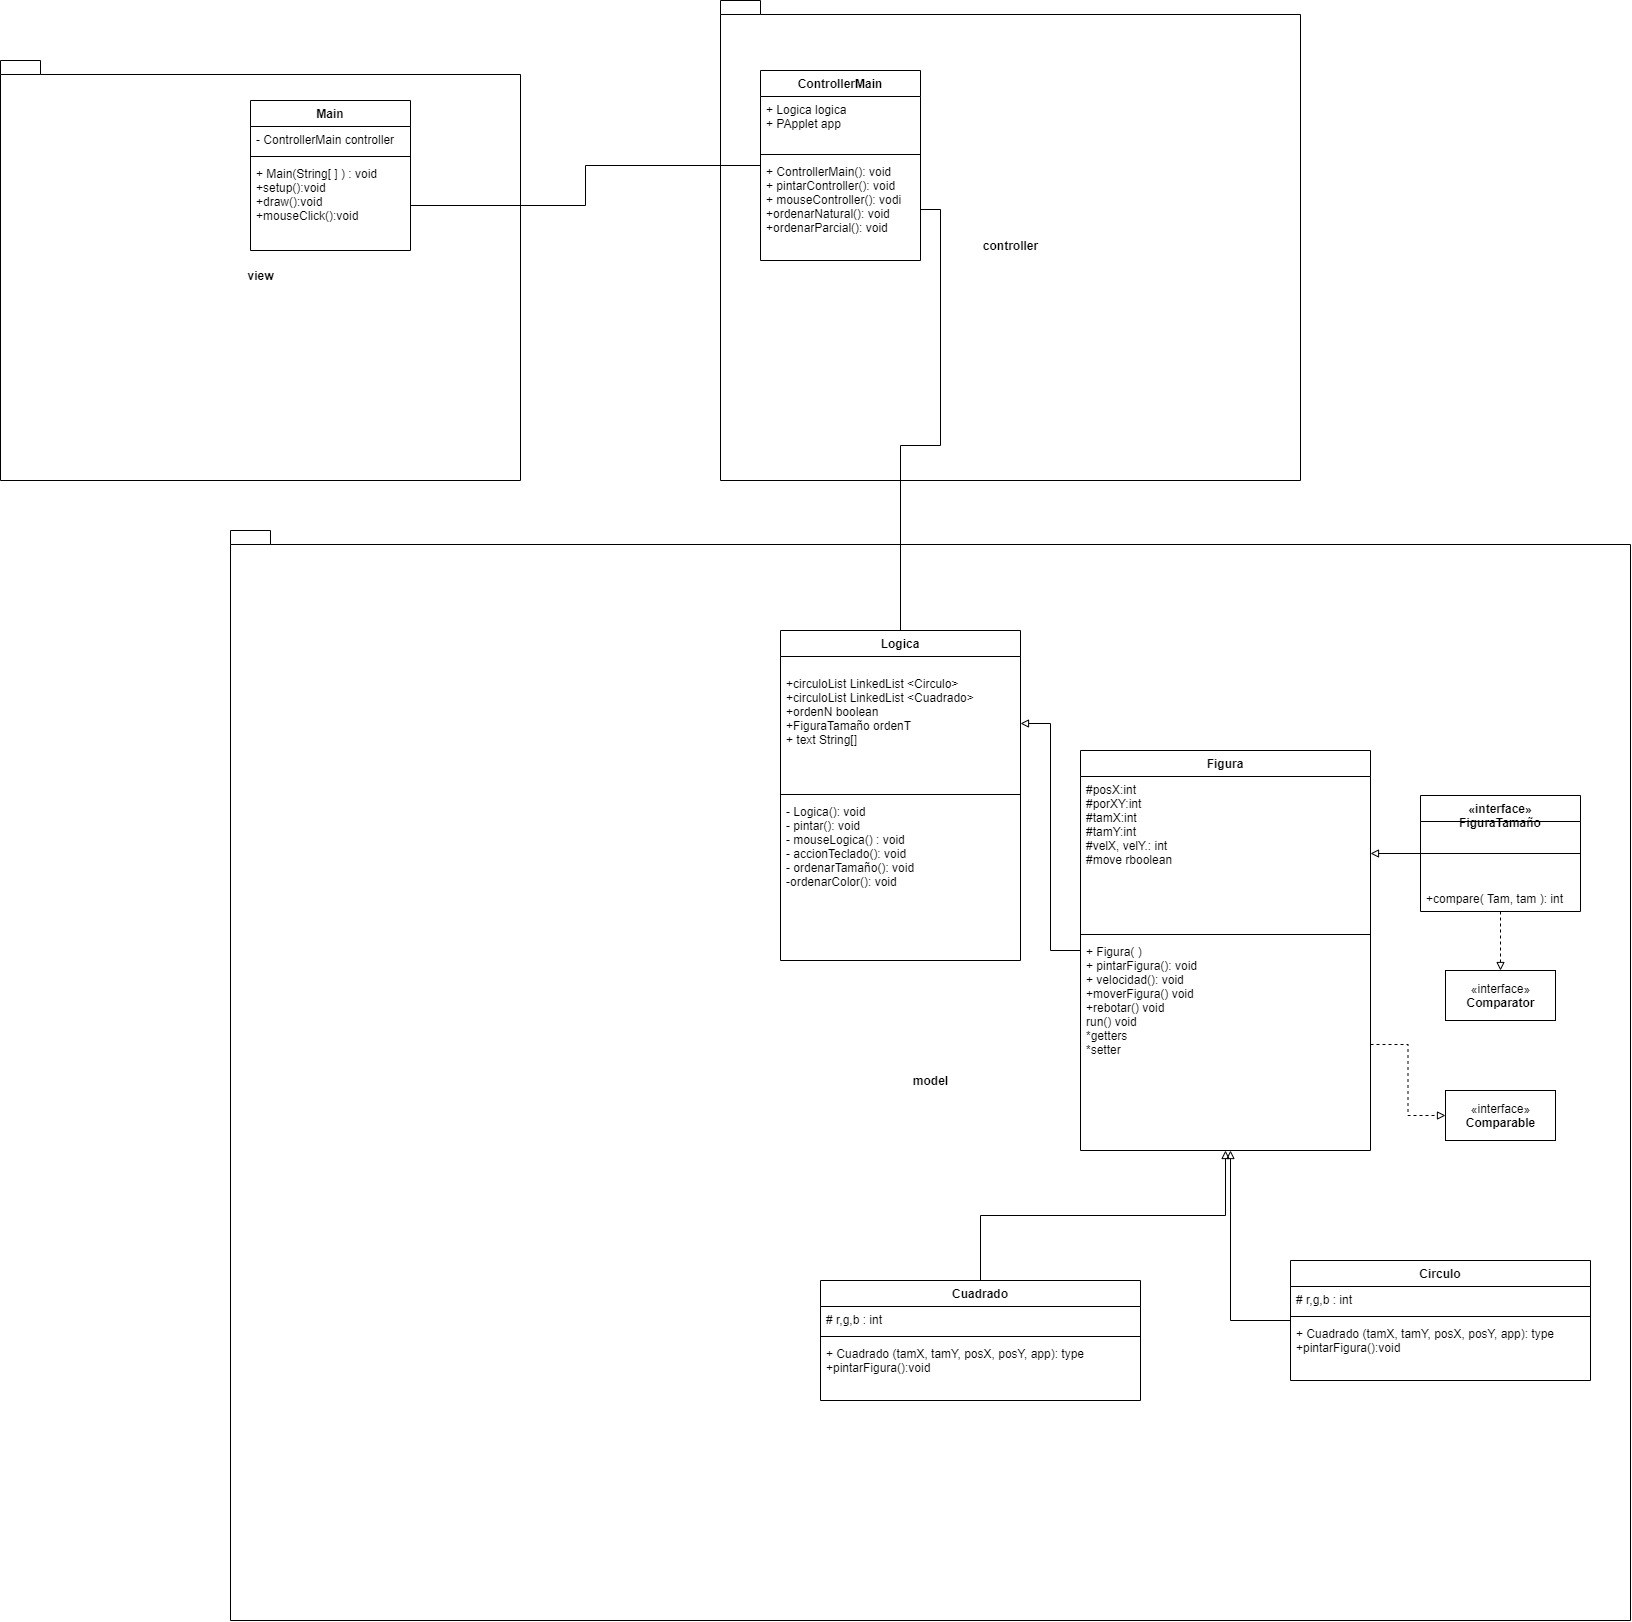 Main
- ControllerMain controller
+ Main(String[ ] ) : void
+setup():void
+draw():void
+mouseClick():void
view
ControllerMain
+ Logica logica
+ PApplet app
+ ControllerMain(): void
+ pintarController(): void
+ mouseController(): vodi
+ordenarNatural(): void
+ordenarParcial(): void
controller
Logica
+circuloList LinkedList <Circulo>
+circuloList LinkedList <Cuadrado>
+ordenN boolean
+FiguraTamaño ordenT
+ text String[]
- Logica(): void
- pintar(): void
- mouseLogica() : void
- accionTeclado(): void
- ordenarTamaño(): void
-ordenarColor(): void
Figura
#posX:int
#porXY:int
#tamX:int
#tamY:int
#velX, velY.: int
#move rboolean
+ Figura( )
+ pintarFigura(): void
+ velocidad(): void
+moverFigura() void
+rebotar() void
run() void
*getters
*setter
«interface»
FiguraTamaño
+compare( Tam, tam ): int
«interface»
Comparator
«interface»
Comparable
model
Cuadrado
# r,g,b : int
+ Cuadrado (tamX, tamY, posX, posY, app): type
+pintarFigura():void
Circulo
# r,g,b : int
+ Cuadrado (tamX, tamY, posX, posY, app): type
+pintarFigura():void